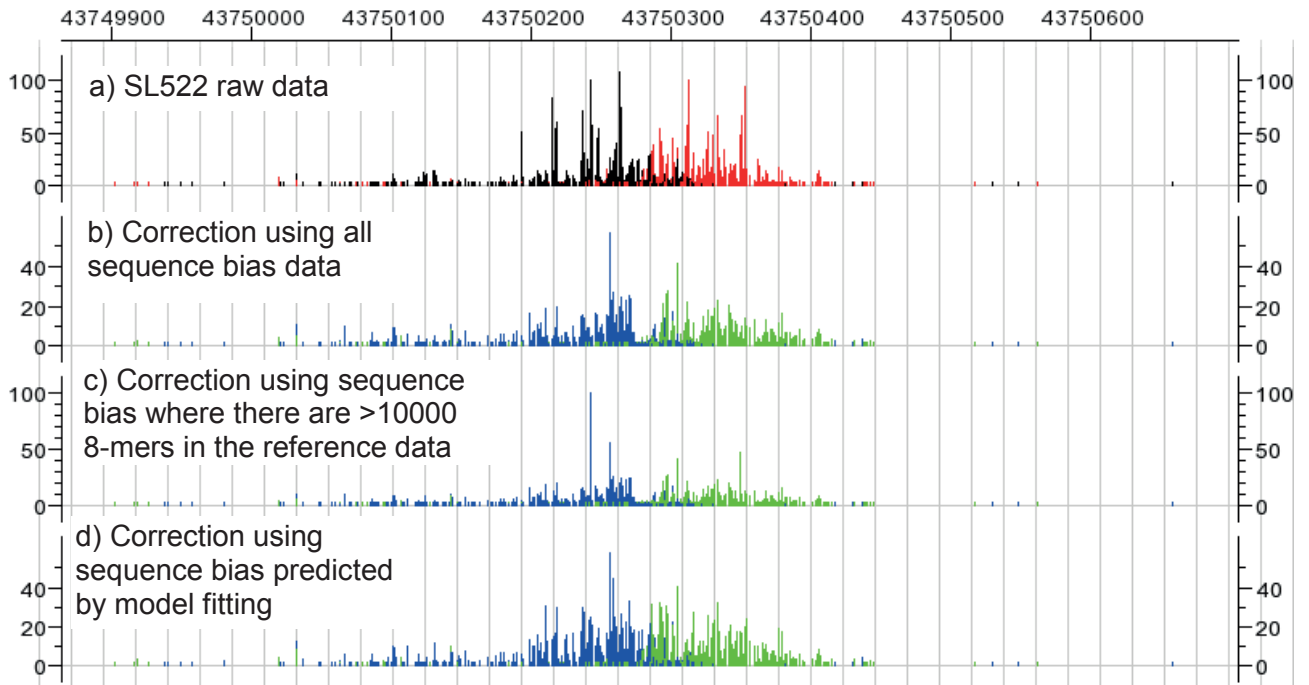 43749900 43750000 43750100 43750200 43750300 43750400 43750500 43750600
a) SL522 raw data
100 100
50 50
0 0
b) Correction using all
sequence bias data
40 40
20 20
0 0
c) Correction using sequence
bias where there are >10000
8-mers in the reference data
100 100
50 50
0 0
d) Correction using
sequence bias predicted
by model fitting
40 40
20 20
0 0